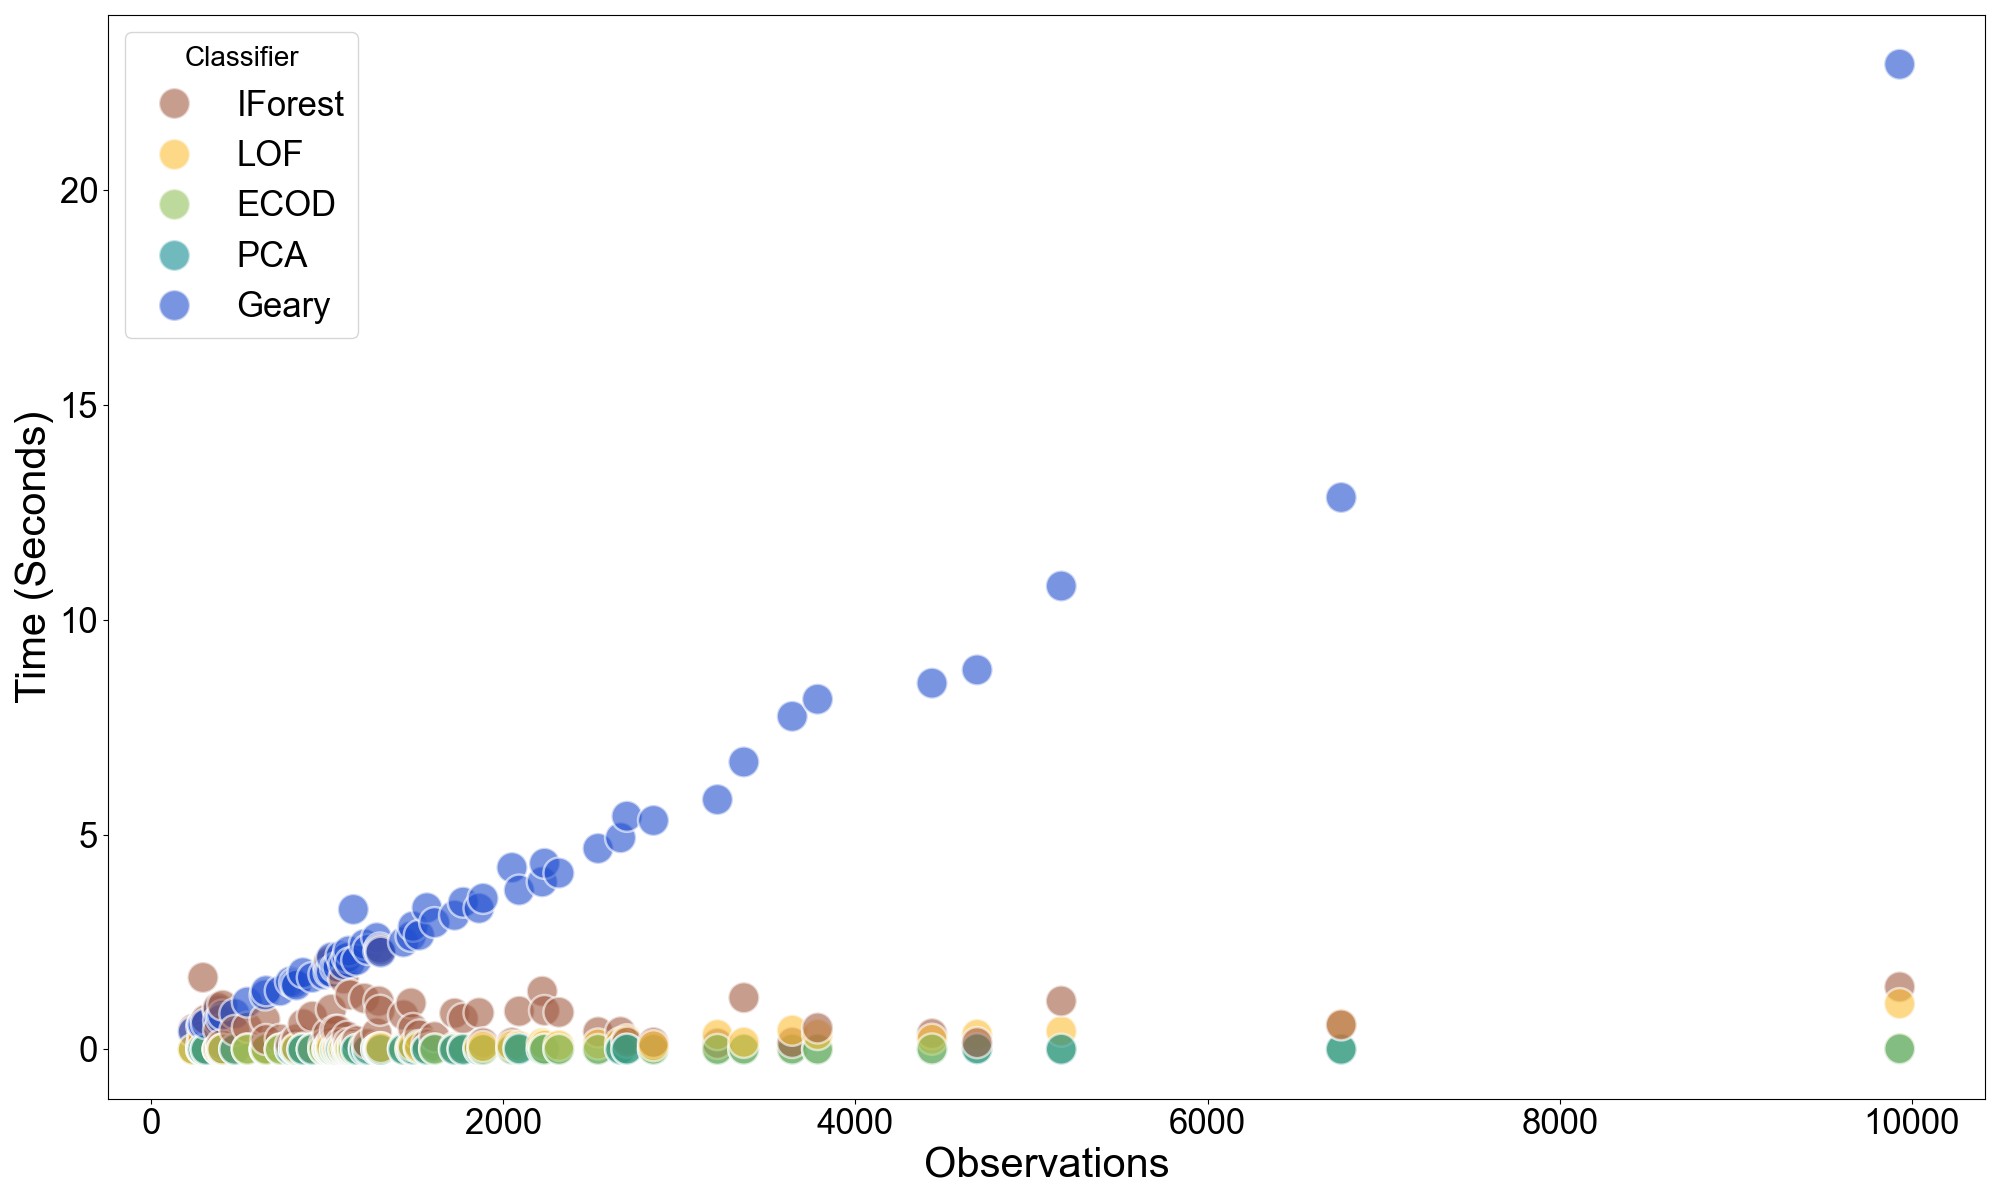 Classifier
IForest
LOF
ECOD
PCA
Geary
Time (Seconds)
20
15
10
5
0
0 2000 4000 6000 8000 10000
Observations